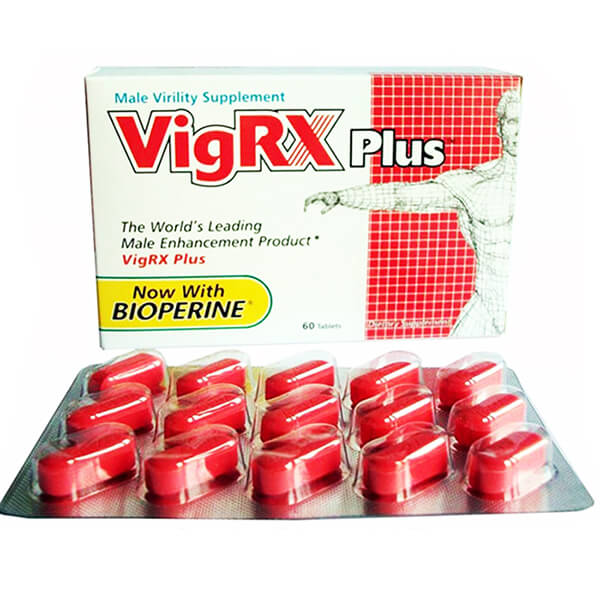 Male Virility Supplement
VigRX Plus
The World's Leading
Male Enhancement Product*
VigRX Plus
Now With
BIOPERINE®
60 Tablets
Dietary Supplement